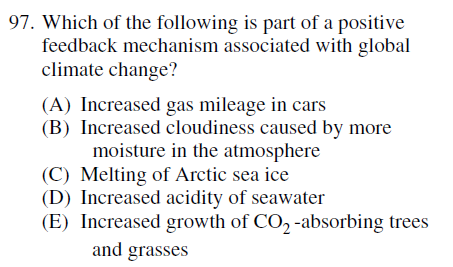 97. Which of the following is part of a positive
feedback mechanism associated with global
climate change?
(A) Increased gas mileage in cars
(B) Increased cloudiness caused by more
moisture in the atmosphere
(C) Melting of Arctic sea ice
(D) Increased acidity of seawater
(E) Increased growth of CO₂-absorbing trees
and grasses